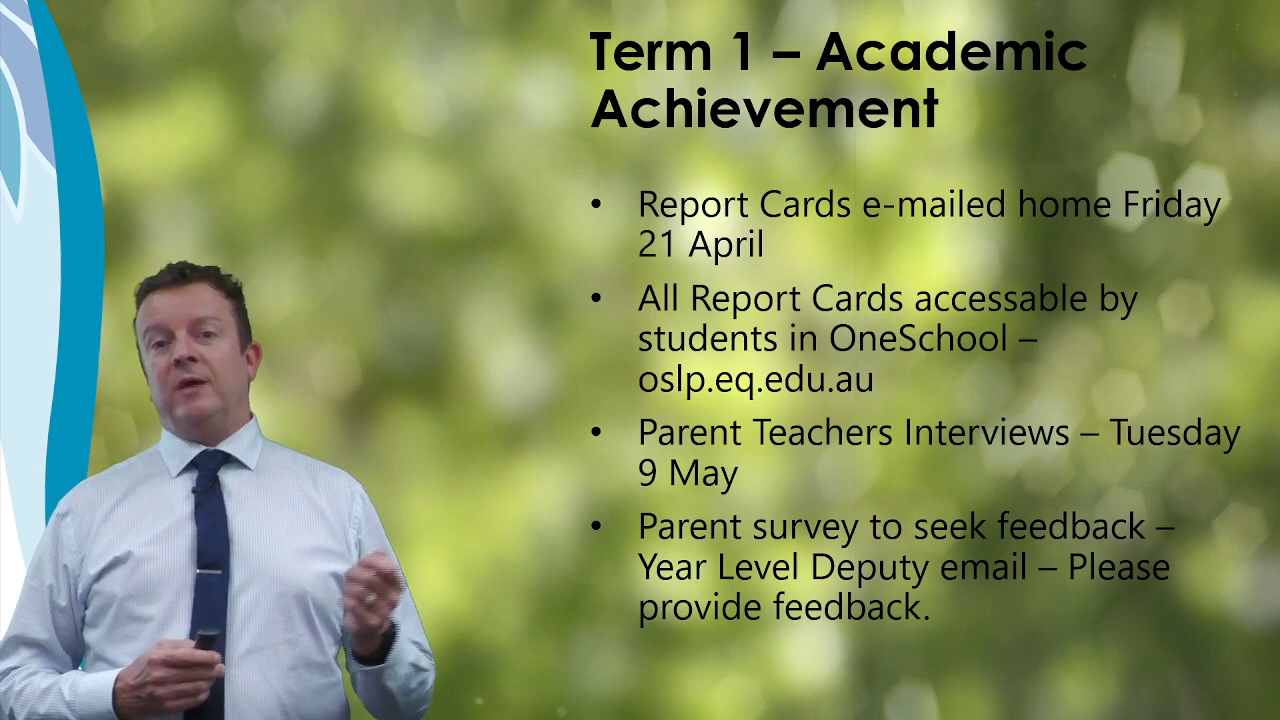 Term 1 – Academic
Achievement
• Report Cards e-mailed home Friday
21 April
• All Report Cards accessable by
students in OneSchool –
oslp.eq.edu.au
• Parent Teachers Interviews – Tuesday
9 May
• Parent survey to seek feedback –
Year Level Deputy email – Please
provide feedback.